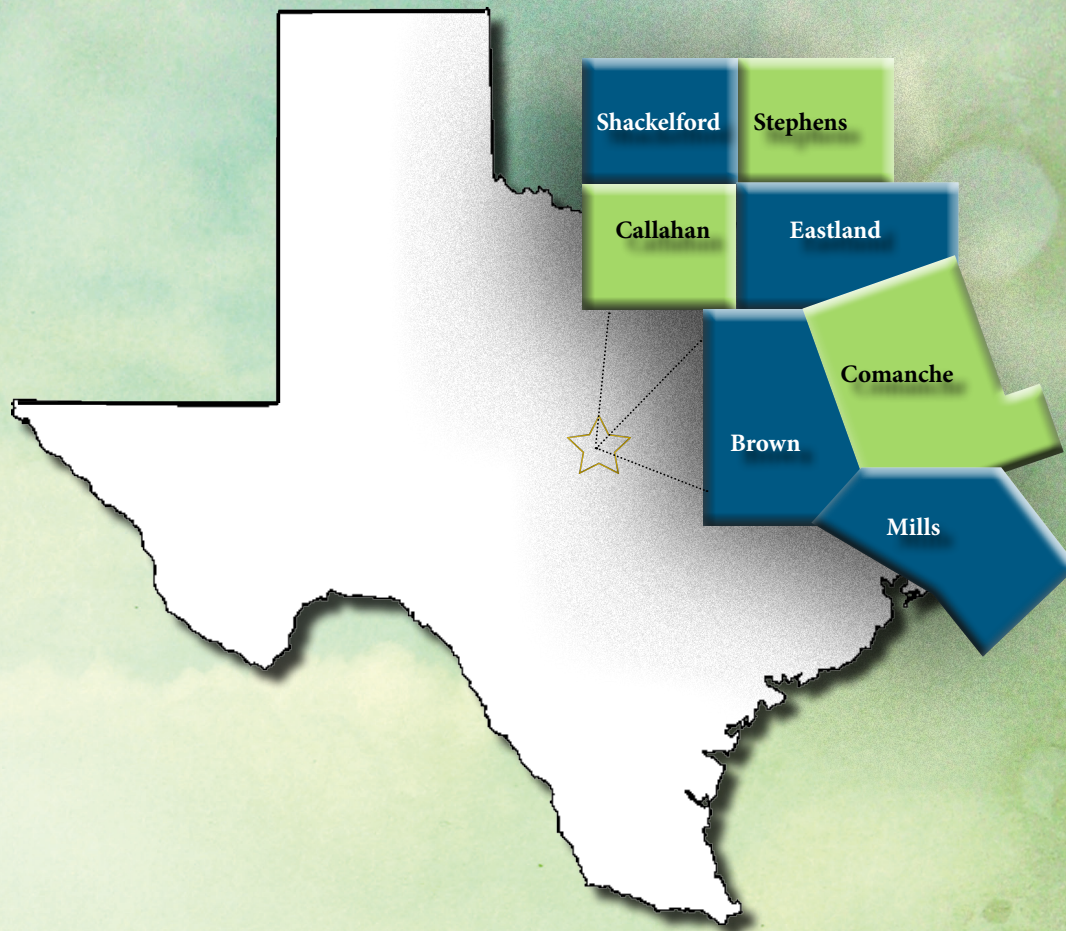 Shackelford
Stephens
Callahan
Eastland
Comanche
Brown
Mills